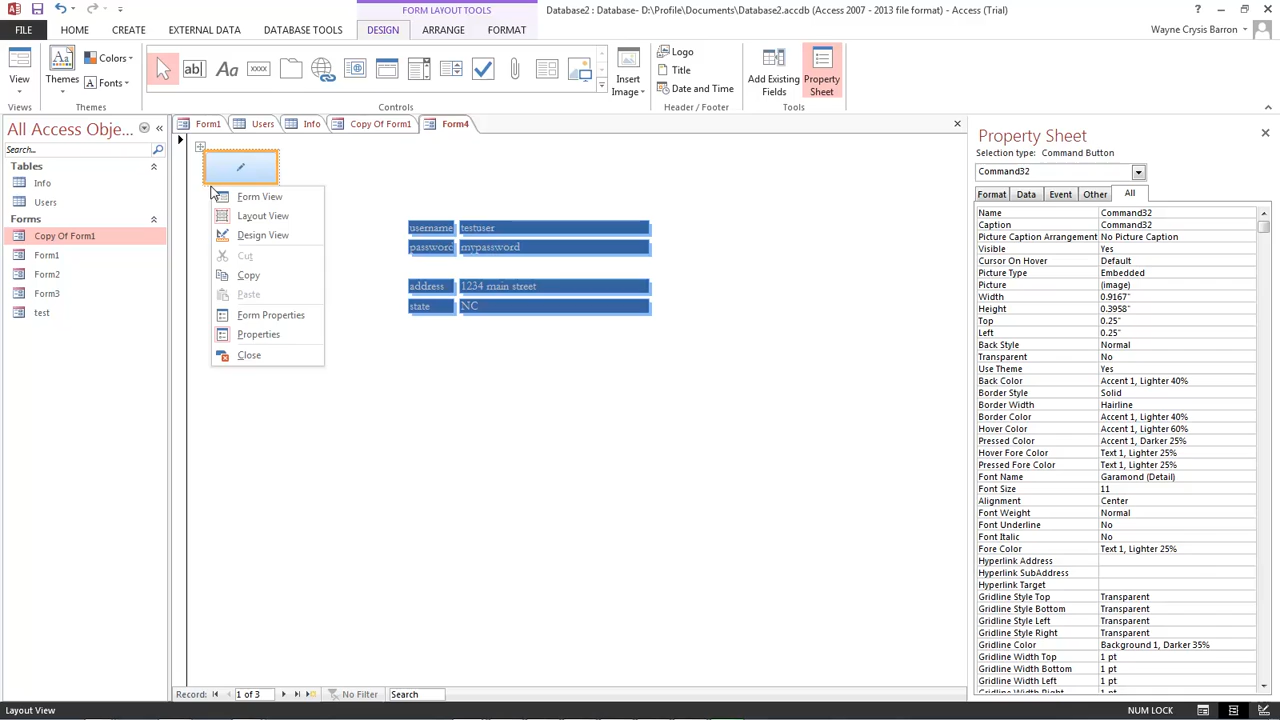 FORM LAYOUT TOOLS
Database2 : Database- D:\Profile\Documents\Database2.accdb (Access 2007 - 2013 file format) - Access (Trial)
FILE HOME CREATE EXTERNAL DATA DATABASE TOOLS DESIGN ARRANGE FORMAT
Wayne Crysis Barron
View
Views
Themes
Colors
Fonts
Themes
ab|
Aa
xxxx
Controls
Insert
Image
Logo
Title
Date and Time
Header / Footer
Add Existing
Fields
Property
Sheet
Tools
All Access Obje...
Search...
Tables
Info
Users
Forms
Copy Of Form1
Form1
Form2
Form3
test
Form1 Users Info Copy Of Form1 Form4
Form View
Layout View
Design View
Cut
Copy
Paste
Form Properties
Properties
Close
username testuser
password mypassword
address 1234 main street
state NC
Record: 1 of 3 No Filter Search
Property Sheet
Selection type: Command Button
Command32
Format Data Event Other All
Name Command32
Caption Command32
Picture Caption Arrangement No Picture Caption
Visible Yes
Cursor On Hover Default
Picture Type Embedded
Picture (image)
Width 0.9167"
Height 0.3958"
Top 0.25"
Left 0.25"
Back Style Normal
Transparent No
Use Theme Yes
Back Color Accent 1, Lighter 40%
Border Style Solid
Border Width Hairline
Border Color Accent 1, Lighter 40%
Hover Color Accent 1, Lighter 60%
Pressed Color Accent 1, Darker 25%
Hover Fore Color Text 1, Lighter 25%
Pressed Fore Color Text 1, Lighter 25%
Font Name Garamond (Detail)
Font Size 11
Alignment Center
Font Weight Normal
Font Underline No
Font Italic No
Fore Color Text 1, Lighter 25%
Hyperlink Address
Hyperlink SubAddress
Hyperlink Target
Gridline Style Top Transparent
Gridline Style Bottom Transparent
Gridline Style Left Transparent
Gridline Style Right Transparent
Gridline Color Background 1, Darker 35%
Gridline Width Top 1 pt
Gridline Width Bottom 1 pt
Gridline Width Left 1 pt
Gridline Width Right 1 pt
Layout View
NUM LOCK